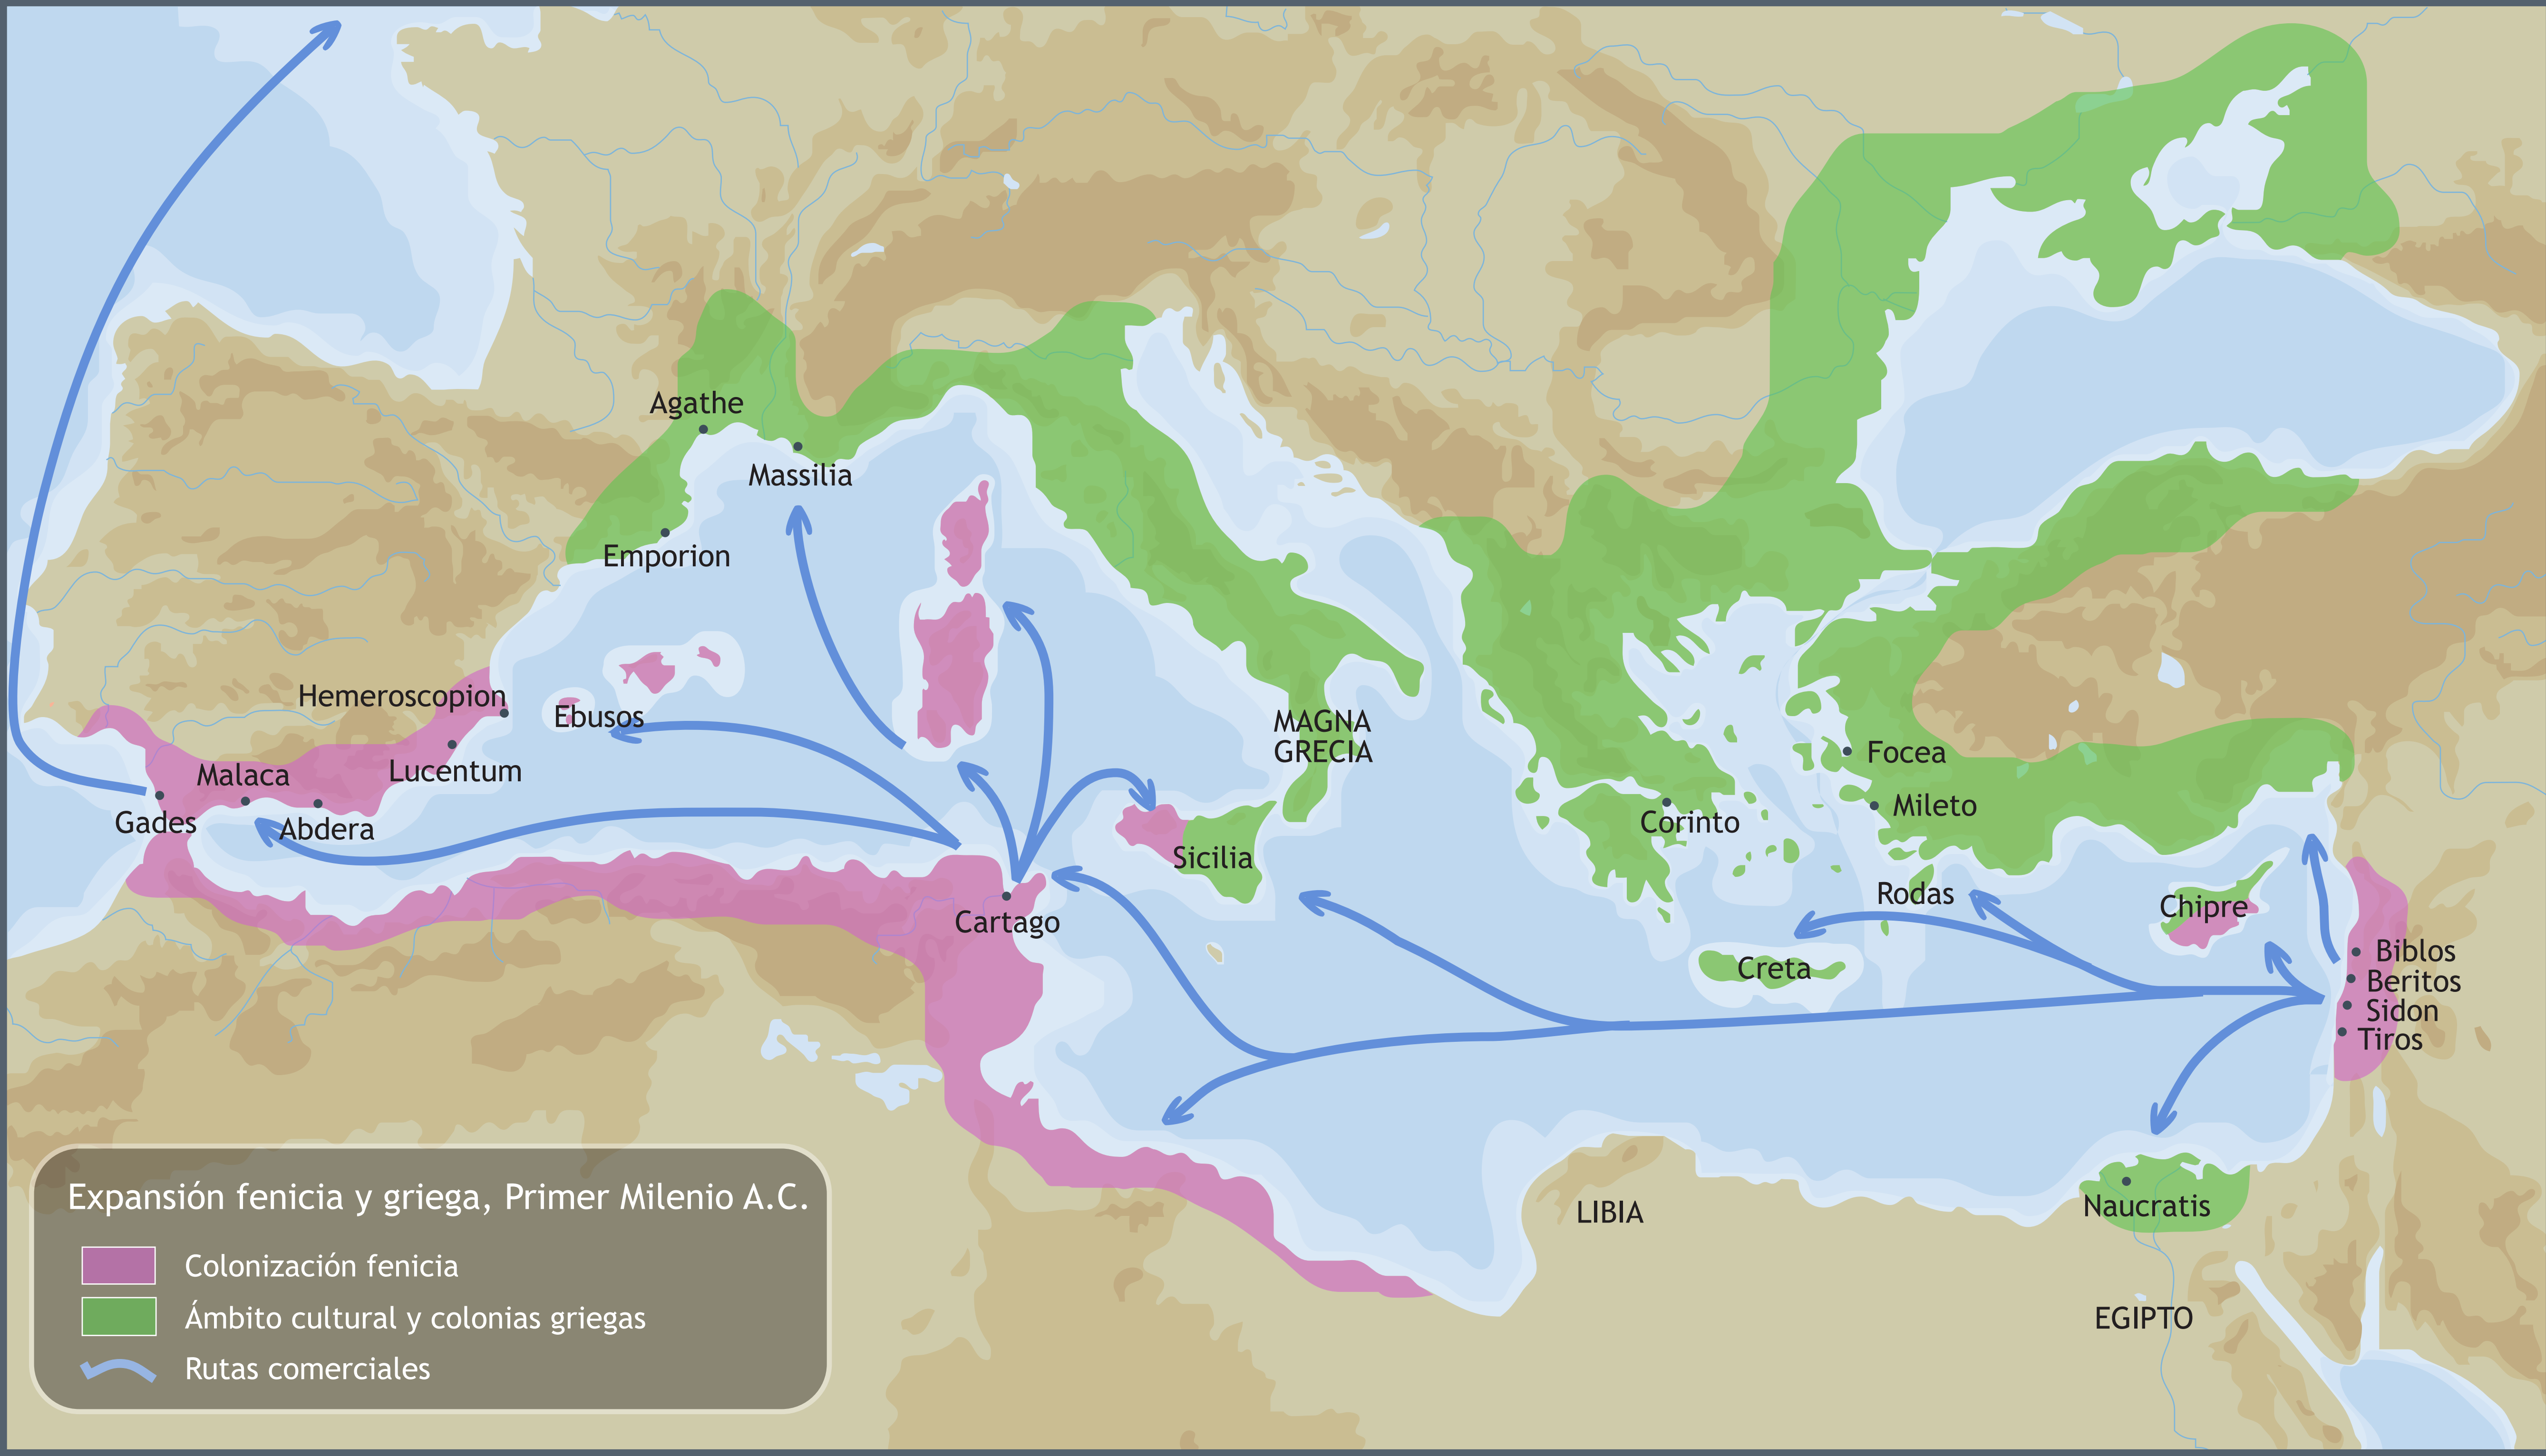 Agathe
Massilia
Emporion
Hemeroscopion
Ebusos
Lucentum
Malaca
Gades
Abdera
MAGNA
GRECIA
Sicilia
Cartago
Focea
Mileto
Corinto
Rodas
Creta
Chipre
Biblos
Beritos
Sidon
Tiros
LIBIA
Naucratis
EGIPTO
Expansión fenicia y griega, Primer Milenio A.C.
Colonización fenicia
Ámbito cultural y colonias griegas
Rutas comerciales